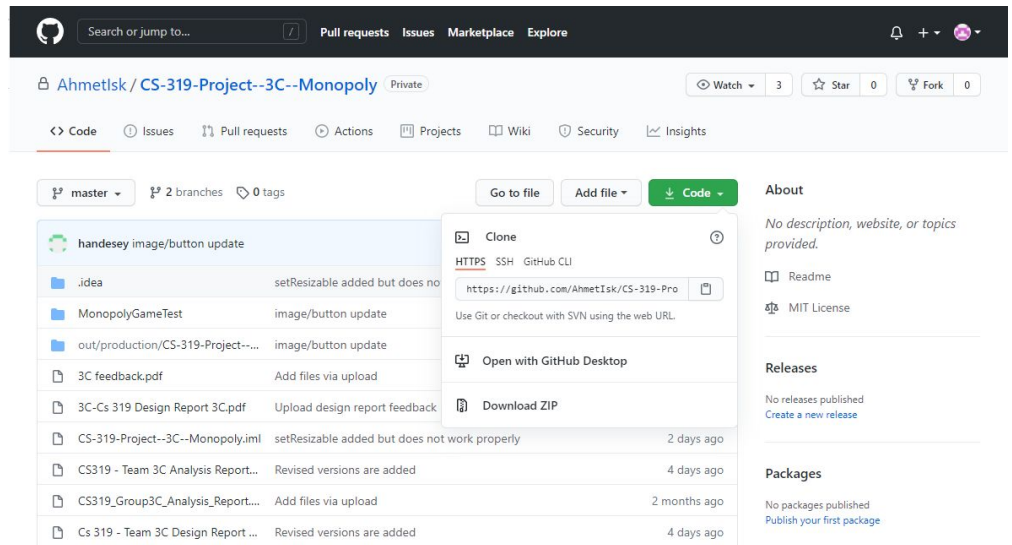 Search or jump to... / Pull requests Issues Marketplace Explore
AhmetIsk / CS-319-Project--3C--Monopoly Private Watch 3 Star 0 Fork 0
Code Issues Pull requests Actions Projects Wiki Security Insights
master 2 branches 0 tags Go to file Add file Code
handesey image/button update
.idea setResizable added but does no
MonopolyGameTest image/button update
out/production/CS-319-Project--... image/button update
3C feedback.pdf Add files via upload
3C-Cs 319 Design Report 3C.pdf Upload design report feedback
CS-319-Project--3C--Monopoly.iml setResizable added but does not work properly 2 days ago
CS319 - Team 3C Analysis Report... Revised versions are added 4 days ago
CS319_Group3C_Analysis_Report.... Add files via upload 2 months ago
Cs 319 - Team 3C Design Report ... Revised versions are added 4 days ago
Clone
HTTPS SSH GitHub CLI
https://github.com/AhmetIsk/CS-319-Pro
Use Git or checkout with SVN using the web URL.
Open with GitHub Desktop
Download ZIP
About
No description, website, or topics
provided.
Readme
MIT License
Releases
No releases published
Create a new release
Packages
No packages published
Publish your first package